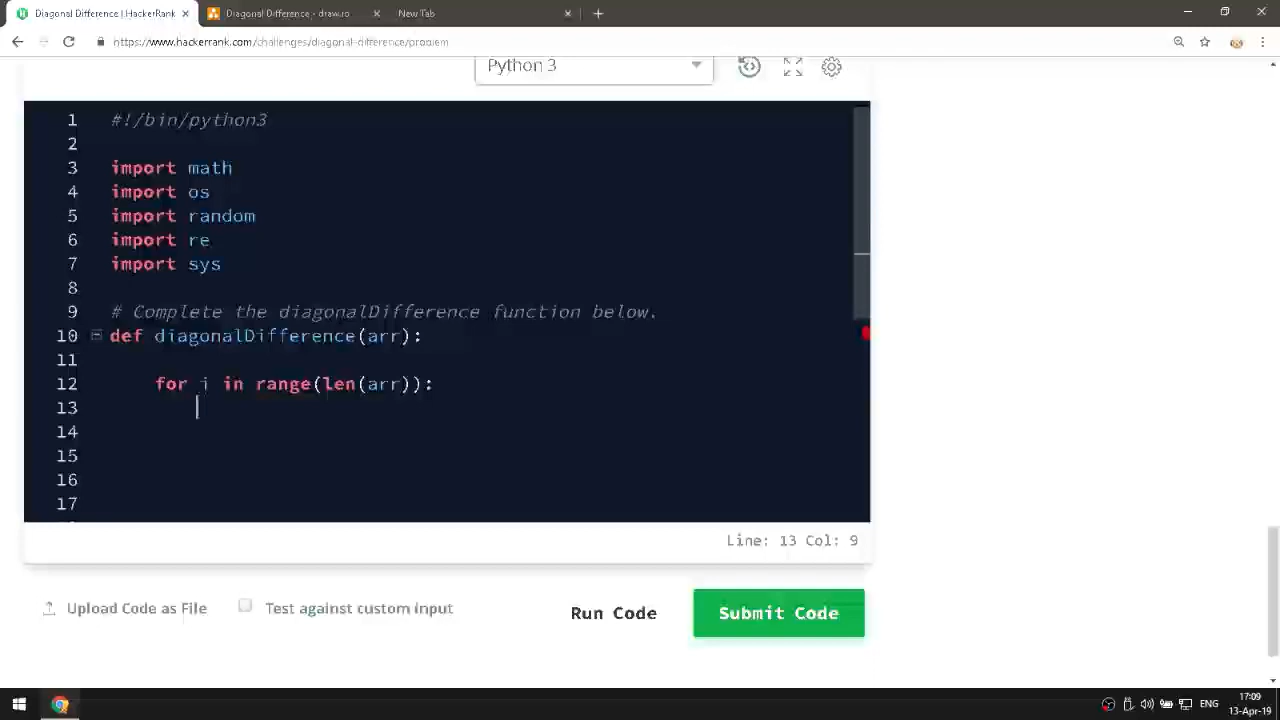 Diagonal Difference | HackerRank
Diagonal Difference - draw.io
New Tab
https://www.hackerrank.com/challenges/diagonal-difference/problem
Python 3
1 #!/bin/python3
2
3 import math
4 import os
5 import random
6 import re
7 import sys
8
9 # Complete the diagonalDifference function below.
10 def diagonalDifference(arr):
11
12 for i in range(len(arr)):
13
14
15
16
17
Line: 13 Col: 9
Upload Code as File
Test against custom input
Run Code
Submit Code
ENG
17:09
13-Apr-19